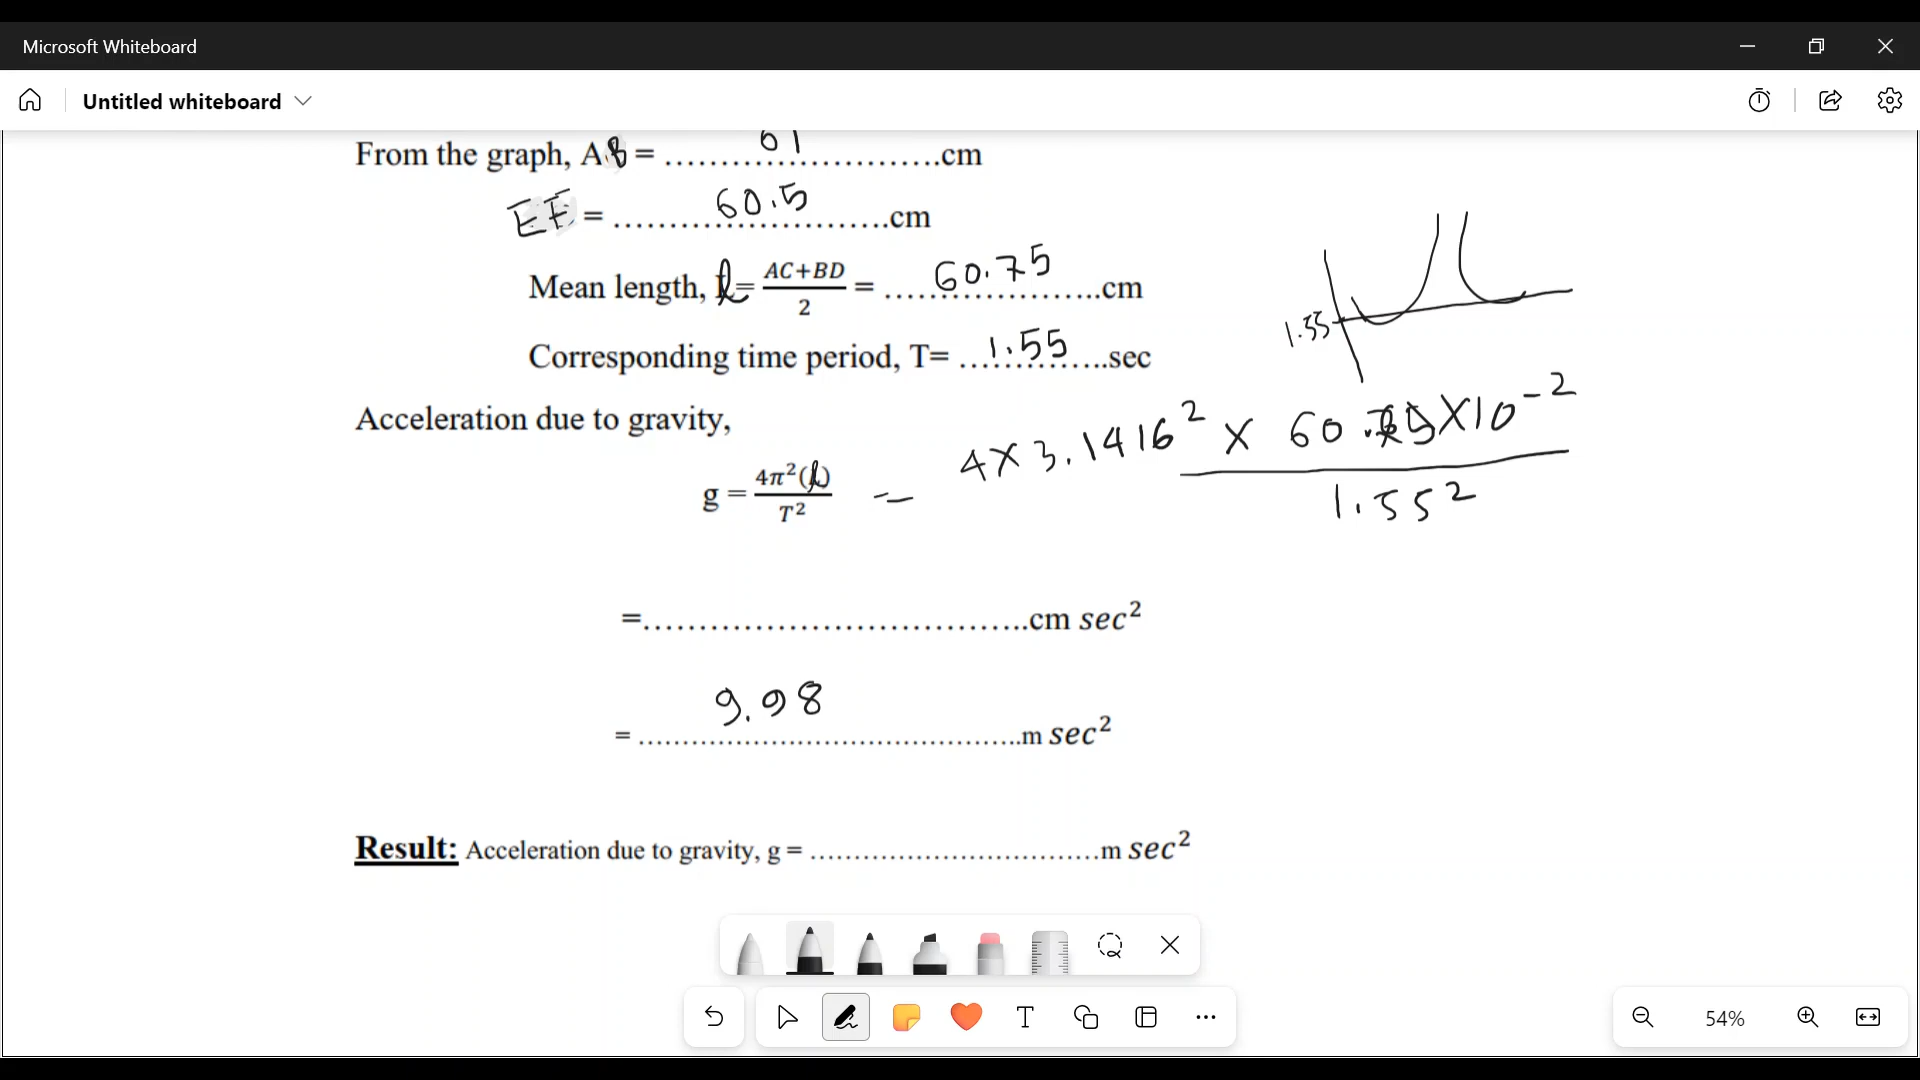 Microsoft Whiteboard
Untitled whiteboard
From the graph, AB = ..........61..........cm
EF = ..........60.5..........cm
Mean length, l = AC+BD / 2 = ..........60.75..........cm
1.55
Corresponding time period, T= ....1.55....sec
Acceleration due to gravity,
g = 4π²(l) / T² = 4×3.1416² × 60.75×10⁻² / 1.55²
=..............................cm sec²
= ..........9.98..........m sec²
Result: Acceleration due to gravity, g = ..............................m sec²
54%